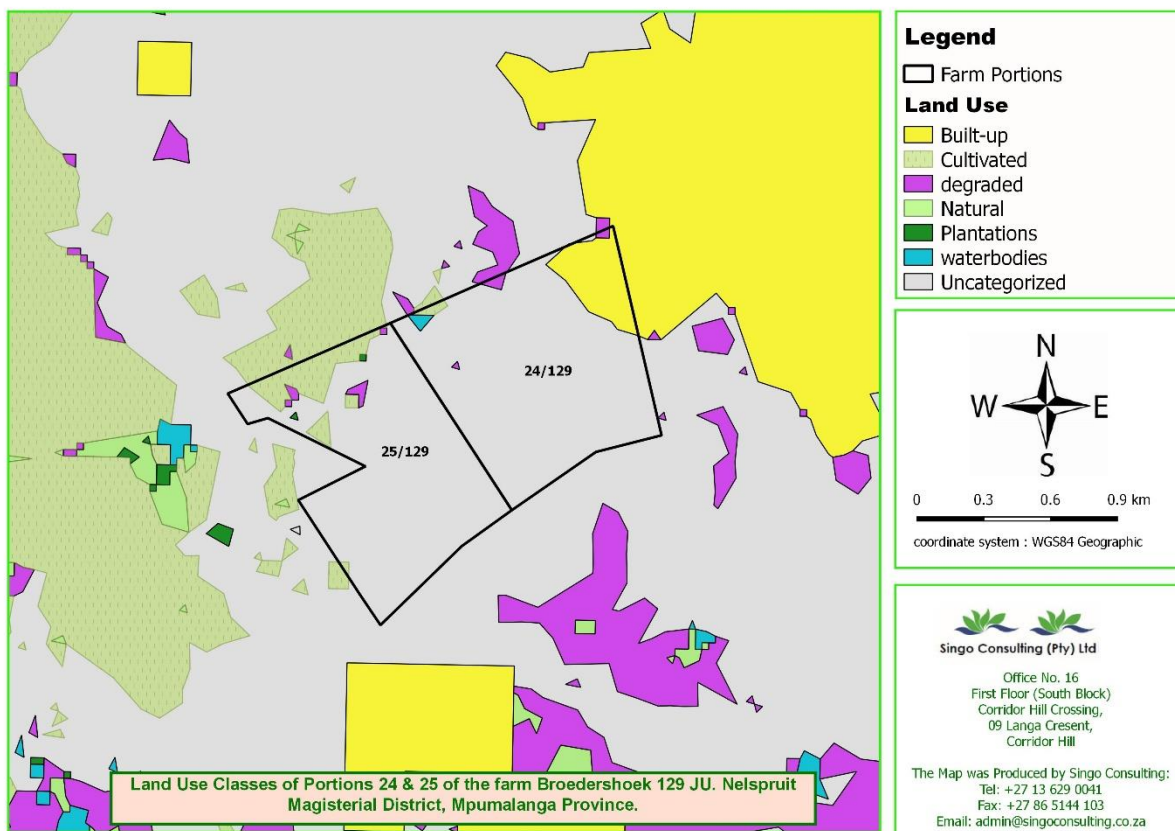 24/129
25/129
Land Use Classes of Portions 24 & 25 of the farm Broedershoek 129 JU. Nelspruit
Magisterial District, Mpumalanga Province.
Legend
Farm Portions
Land Use
Built-up
Cultivated
degraded
Natural
Plantations
waterbodies
Uncategorized
N
W E
S
0 0.3 0.6 0.9 km
coordinate system : WGS84 Geographic
Singo Consulting (Pty) Ltd
Office No. 16
First Floor (South Block)
Corridor Hill Crossing,
09 Langa Cresent,
Corridor Hill
The Map was Produced by Singo Consulting:
Tel: +27 13 629 0041
Fax: +27 86 5144 103
Email: admin@singoconsulting.co.za